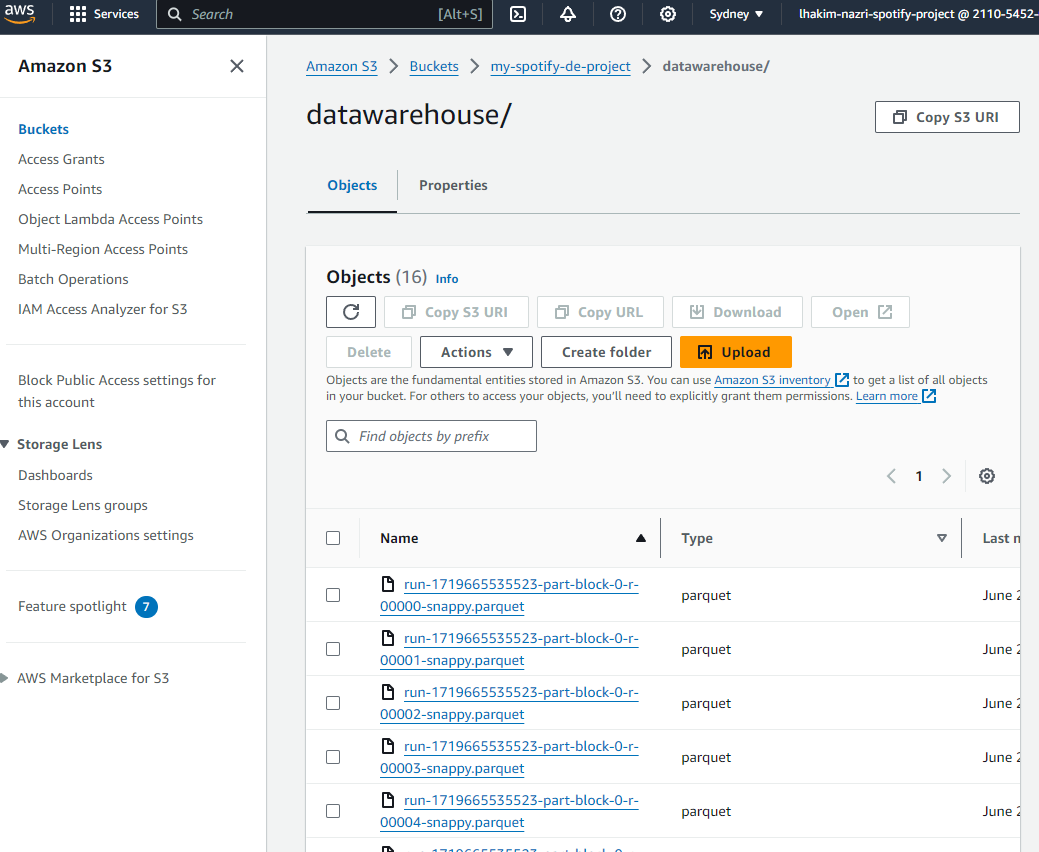 aws
Services
Search
[Alt+S]
Sydney
lhakim-nazri-spotify-project @ 2110-5452-
Amazon S3
Buckets
Access Grants
Access Points
Object Lambda Access Points
Multi-Region Access Points
Batch Operations
IAM Access Analyzer for S3
Block Public Access settings for
this account
Storage Lens
Dashboards
Storage Lens groups
AWS Organizations settings
Feature spotlight 7
AWS Marketplace for S3
Amazon S3 > Buckets > my-spotify-de-project > datawarehouse/
datawarehouse/
Copy S3 URI
Objects
Properties
Objects (16) Info
Copy S3 URI
Copy URL
Download
Open
Delete
Actions
Create folder
Upload
Objects are the fundamental entities stored in Amazon S3. You can use Amazon S3 inventory to get a list of all objects
in your bucket. For others to access your objects, you'll need to explicitly grant them permissions. Learn more
Find objects by prefix
1
Name
Type
Last
run-1719665535523-part-block-0-r-
00000-snappy.parquet
parquet
June
run-1719665535523-part-block-0-r-
00001-snappy.parquet
parquet
June
run-1719665535523-part-block-0-r-
00002-snappy.parquet
parquet
June
run-1719665535523-part-block-0-r-
00003-snappy.parquet
parquet
June
run-1719665535523-part-block-0-r-
00004-snappy.parquet
parquet
June